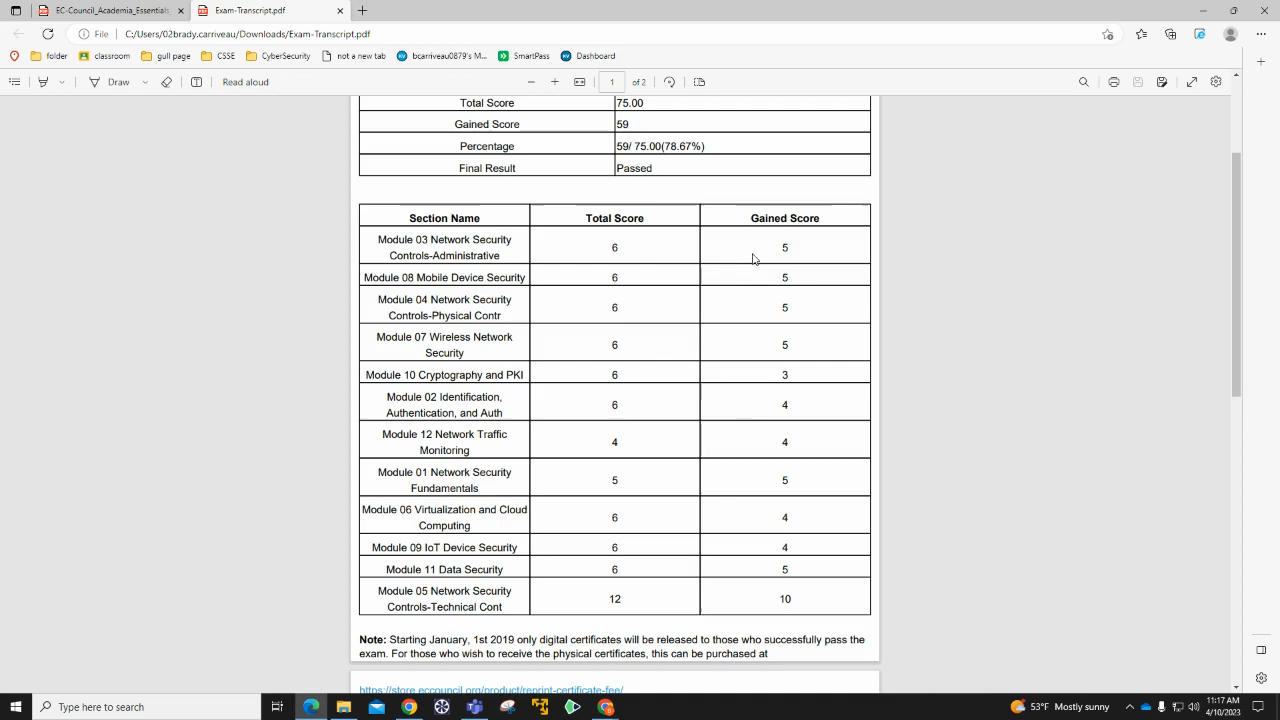 EC-Council_Academia_Essentials_
Exam-Transcript.pdf
File
C:/Users/02brady.carriveau/Downloads/Exam-Transcript.pdf
folder
classroom
gull page
CSSE
CyberSecurity
not a new tab
bcarriveau0879's M...
SmartPass
Dashboard
Draw
Read aloud
1 of 2
Total Score 75.00
Gained Score 59
Percentage 59/ 75.00(78.67%)
Final Result Passed
Section Name Total Score Gained Score
Module 03 Network Security
Controls-Administrative 6 5
Module 08 Mobile Device Security 6 5
Module 04 Network Security
Controls-Physical Contr 6 5
Module 07 Wireless Network
Security 6 5
Module 10 Cryptography and PKI 6 3
Module 02 Identification,
Authentication, and Auth 6 4
Module 12 Network Traffic
Monitoring 4 4
Module 01 Network Security
Fundamentals 5 5
Module 06 Virtualization and Cloud
Computing 6 4
Module 09 IoT Device Security 6 4
Module 11 Data Security 6 5
Module 05 Network Security
Controls-Technical Cont 12 10
Note: Starting January, 1st 2019 only digital certificates will be released to those who successfully pass the
exam. For those who wish to receive the physical certificates, this can be purchased at
https://store.eccouncil.org/product/reprint-certificate-fee/
Type here to search
53°F Mostly sunny
11:17 AM
4/10/2023